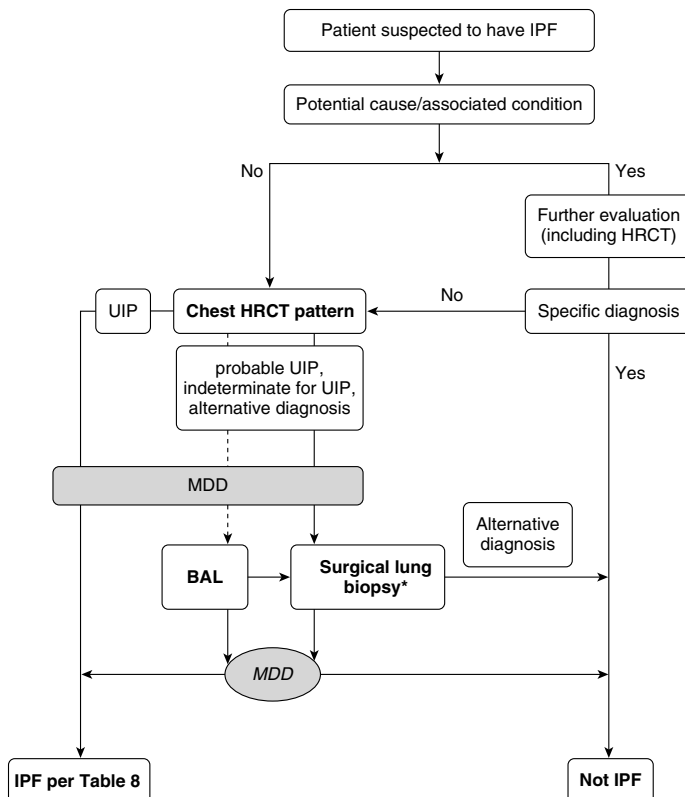 Patient suspected to have IPF
Potential cause/associated condition
No
Yes
Further evaluation
(including HRCT)
UIP
Chest HRCT pattern
No
Specific diagnosis
probable UIP,
indeterminate for UIP,
alternative diagnosis
Yes
MDD
Alternative
diagnosis
BAL
Surgical lung
biopsy*
MDD
IPF per Table 8
Not IPF